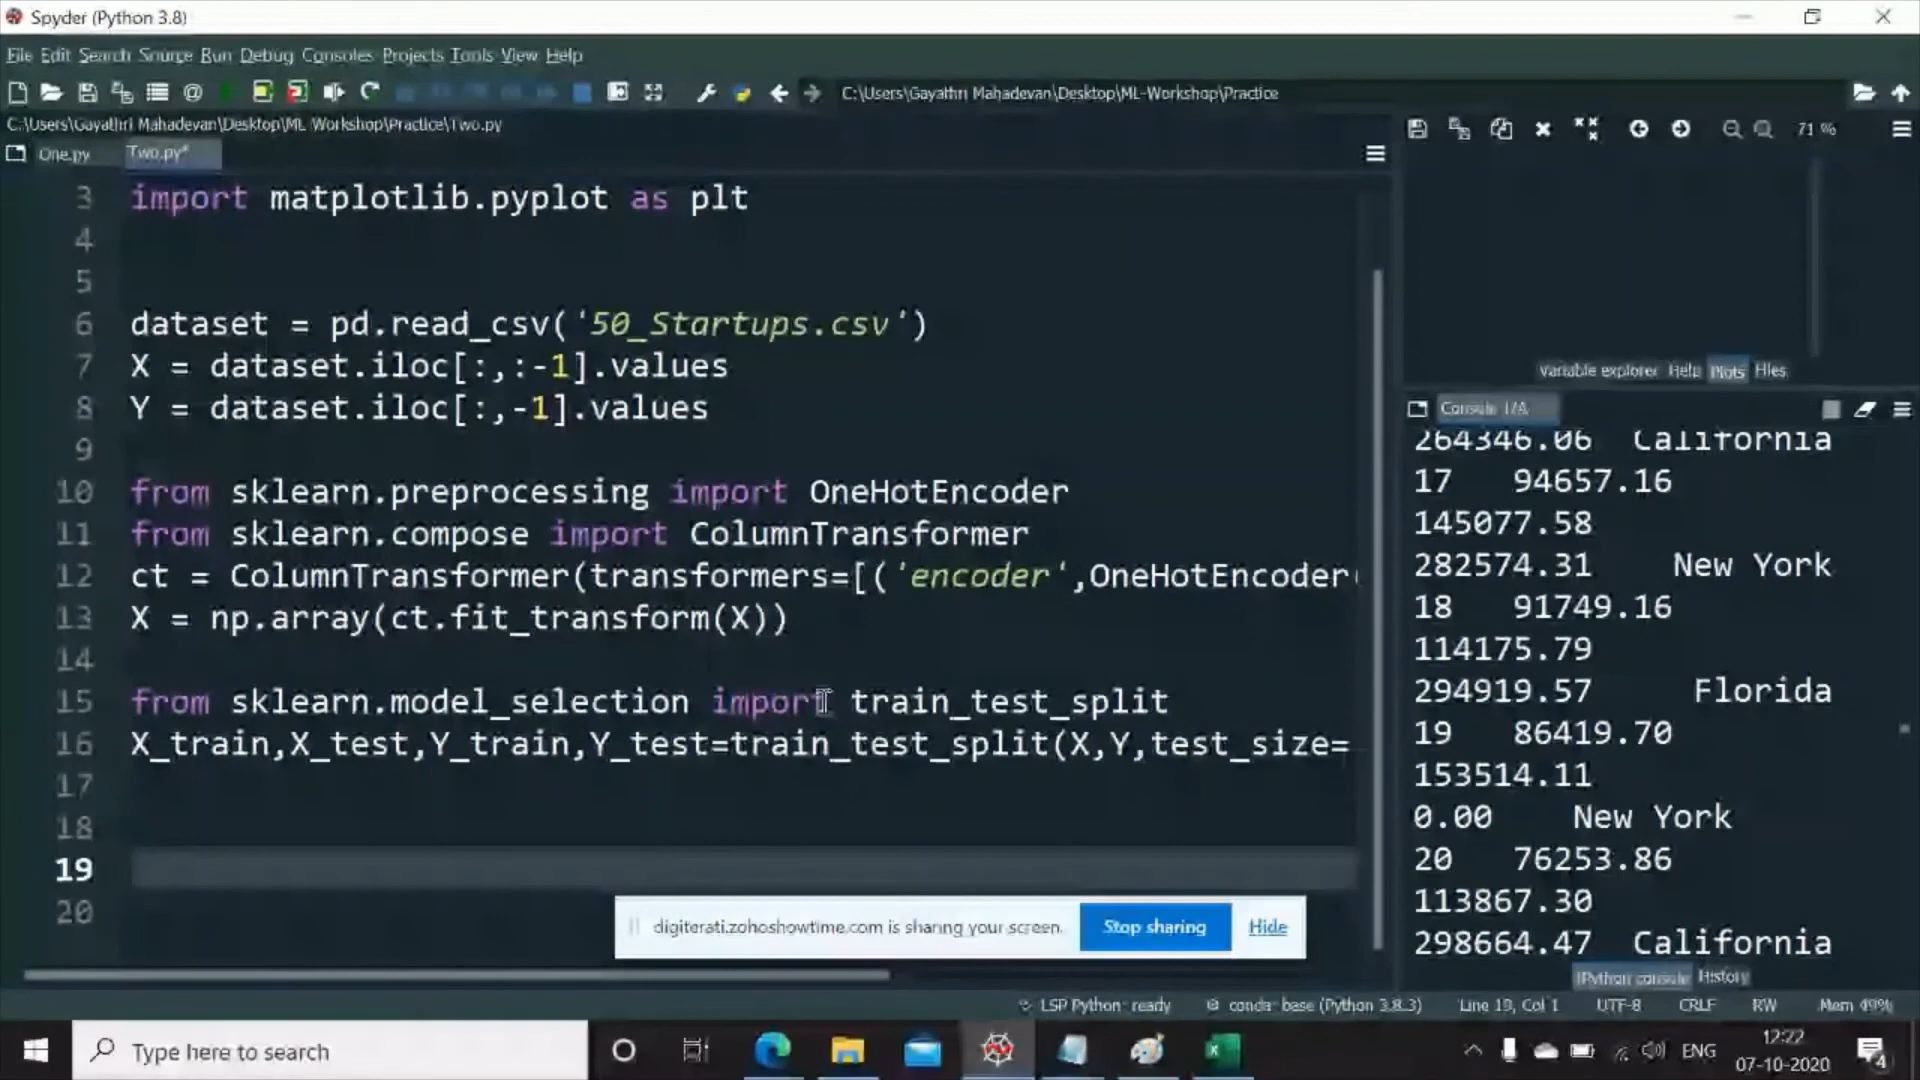 Spyder (Python 3.8)
File Edit Search Source Run Debug Consoles Projects Tools View Help
C:\Users\Gayathri Mahadevan\Desktop\ML-Workshop\Practice
C:\Users\Gayathri Mahadevan\Desktop\ML Workshop\Practice\Two.py
71 %
One.py
Two.py*
3 import matplotlib.pyplot as plt
4
5
6 dataset = pd.read_csv('50_Startups.csv')
7 X = dataset.iloc[:,:-1].values
8 Y = dataset.iloc[:,-1].values
9
10 from sklearn.preprocessing import OneHotEncoder
11 from sklearn.compose import ColumnTransformer
12 ct = ColumnTransformer(transformers=[('encoder',OneHotEncoder(
13 X = np.array(ct.fit_transform(X))
14
15 from sklearn.model_selection import train_test_split
16 X_train,X_test,Y_train,Y_test=train_test_split(X,Y,test_size=
17
18
19
20
Variable explorer Help Plots Files
Console 1/A
264346.06 California
17 94657.16
145077.58
282574.31 New York
18 91749.16
114175.79
294919.57 Florida
19 86419.70
153514.11
0.00 New York
20 76253.86
113867.30
298664.47 California
IPython console History
digiterati.zohoshowtime.com is sharing your screen.
Stop sharing
Hide
LSP Python: ready
conda: base (Python 3.8.3)
Line 19, Col 1
UTF-8
CRLF
RW
Mem 49%
Type here to search
ENG
12:22
07-10-2020
4